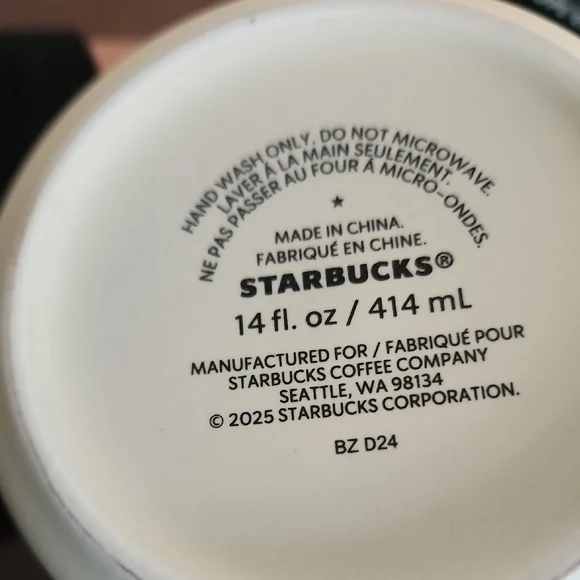 HAND WASH ONLY. DO NOT MICROWAVE.
LAVER À LA MAIN SEULEMENT.
NE PAS PASSER AU FOUR Á MICRO-ONDES.
MADE IN CHINA.
FABRIQUÉ EN CHINE.
STARBUCKS®
14 fl. oz / 414 mL
MANUFACTURED FOR / FABRIQUÉ POUR
STARBUCKS COFFEE COMPANY
SEATTLE, WA 98134
© 2025 STARBUCKS CORPORATION.
BZ D24